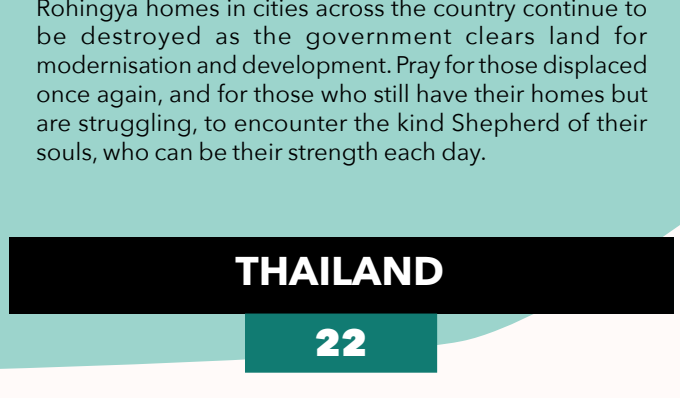 Rohingya homes in cities across the country continue to
be destroyed as the government clears land for
modernisation and development. Pray for those displaced
once again, and for those who still have their homes but
are struggling, to encounter the kind Shepherd of their
souls, who can be their strength each day.
THAILAND
22